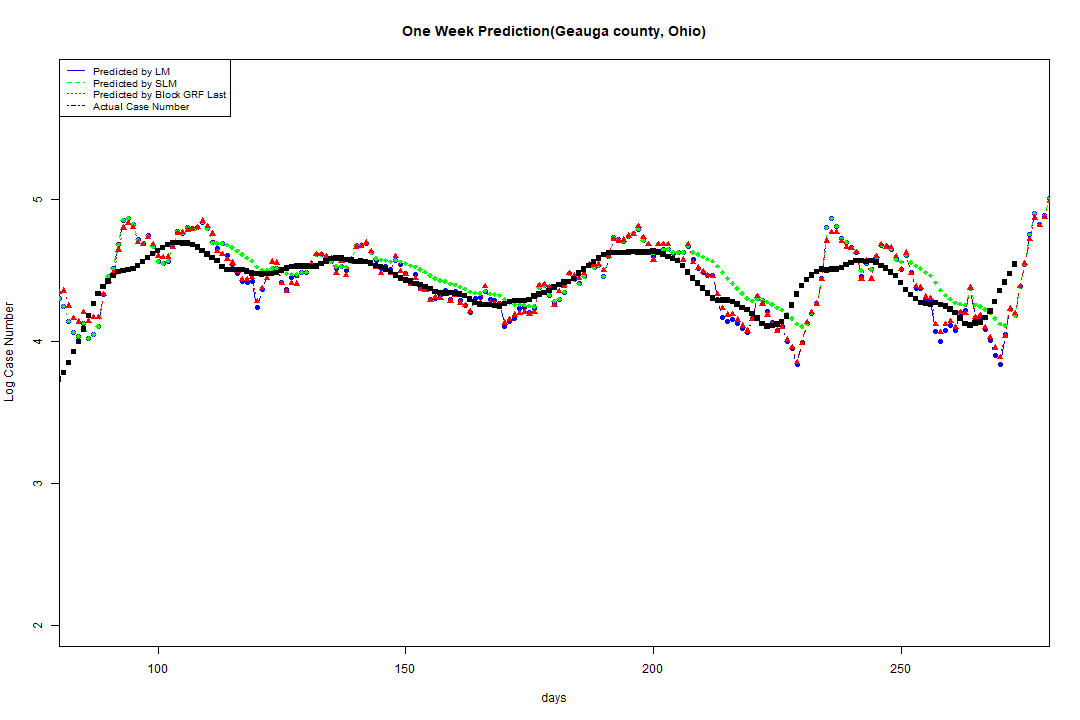 One Week Prediction(Geauga county, Ohio)
Predicted by LM
Predicted by SLM
Predicted by Block GRF Last
Actual Case Number
5
4
3
2
Log Case Number
100
150
200
250
days